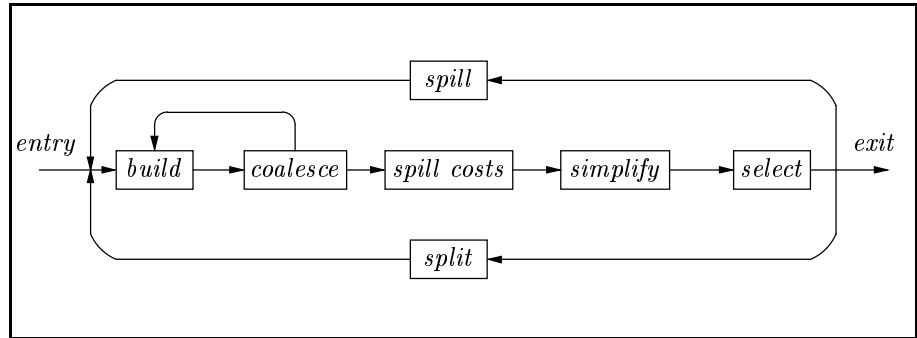 spill
entry
exit
build
coalesce
spill costs
simplify
select
split